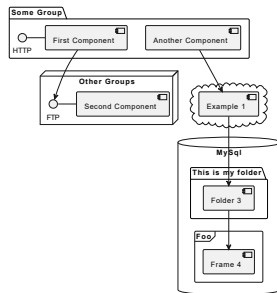 Some Group
First Component
Another Component
HTTP
Other Groups
Second Component
FTP
Example 1
MySql
This is my folder
Folder 3
Foo
Frame 4